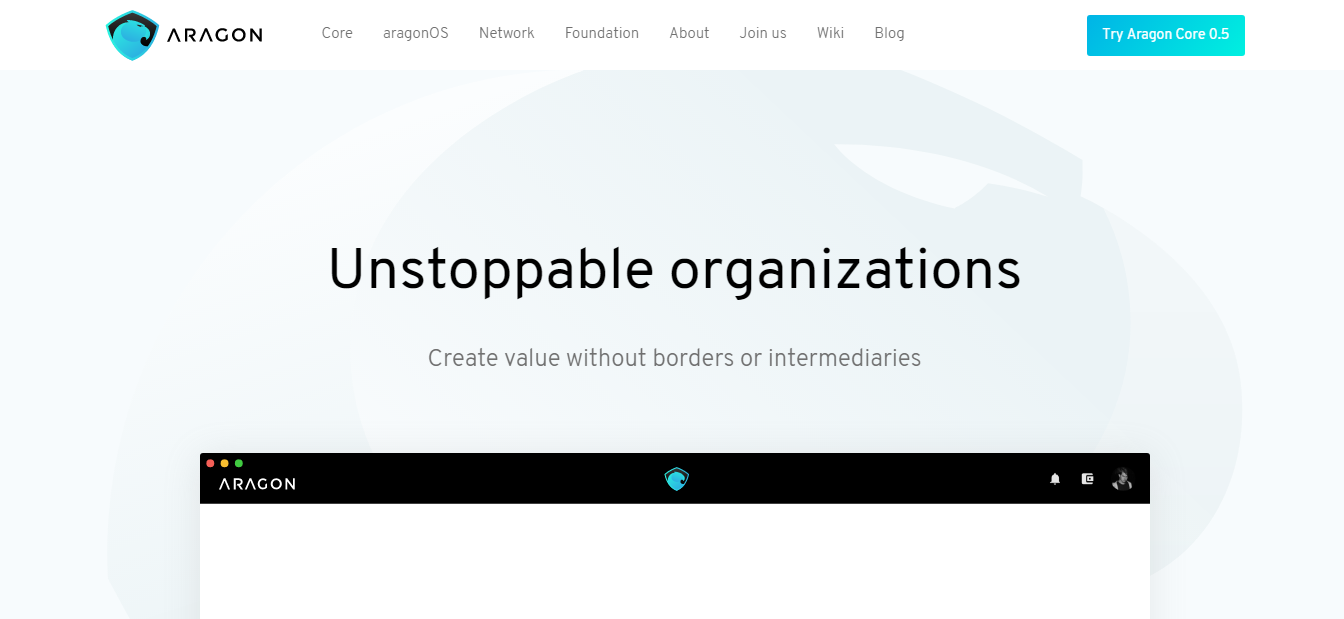 ARAGON
Core aragonOS Network Foundation About Join us Wiki Blog
Try Aragon Core 0.5
Unstoppable organizations
Create value without borders or intermediaries
ARAGON